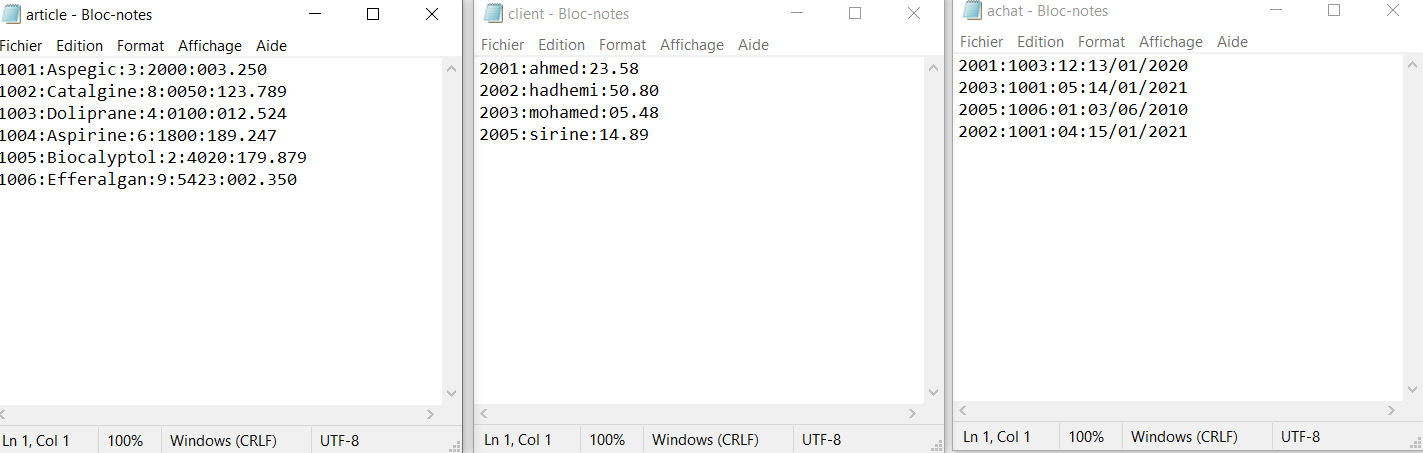 article - Bloc-notes
Fichier Edition Format Affichage Aide
1001:Aspegic:3:2000:003.250
1002:Catalgine:8:0050:123.789
1003:Doliprane:4:0100:012.524
1004:Aspirine:6:1800:189.247
1005:Biocalyptol:2:4020:179.879
1006:Efferalgan:9:5423:002.350
Ln 1, Col 1 100% Windows (CRLF) UTF-8
client - Bloc-notes
Fichier Edition Format Affichage Aide
2001:ahmed:23.58
2002:hadhemi:50.80
2003:mohamed:05.48
2005:sirine:14.89
Ln 1, Col 1 100% Windows (CRLF) UTF-8
achat - Bloc-notes
Fichier Edition Format Affichage Aide
2001:1003:12:13/01/2020
2003:1001:05:14/01/2021
2005:1006:01:03/06/2010
2002:1001:04:15/01/2021
Ln 1, Col 1 100% Windows (CRLF) UTF-8